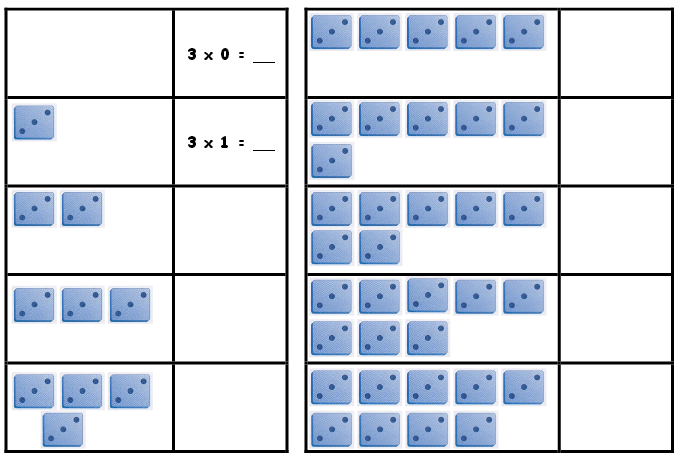 3 x 0 = __
3 x 1 = __